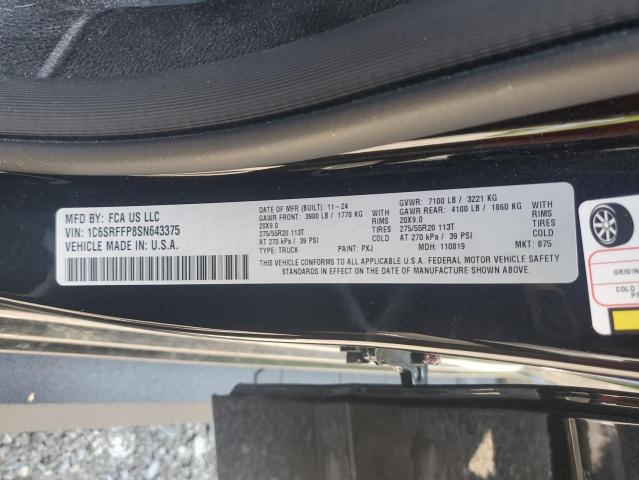 MFD BY: FCA US LLC
VIN: 1C6SRFFP8SN643375
VEHICLE MADE IN U.S.A.
DATE OF MFR (BUILT): 11-24
GAWR FRONT: 3900 LB / 1770 KG WITH
20X9.0 RIMS
275/55R20 113T TIRES
AT 270 kPa / 39 PSI COLD
TYPE: TRUCK PAINT: PXJ
GVWR: 7100 LB / 3221 KG
GAWR REAR: 4100 LB / 1860 KG WITH
20X9.0 RIMS
275/55R20 113T TIRES
AT 270 kPa / 39 PSI COLD
MDH: 110819 MKT: 875
THIS VEHICLE CONFORMS TO ALL APPLICABLE U.S.A. FEDERAL MOTOR VEHICLE SAFETY
STANDARDS IN EFFECT ON THE DATE OF MANUFACTURE SHOWN ABOVE.
ORIGIN
COLD